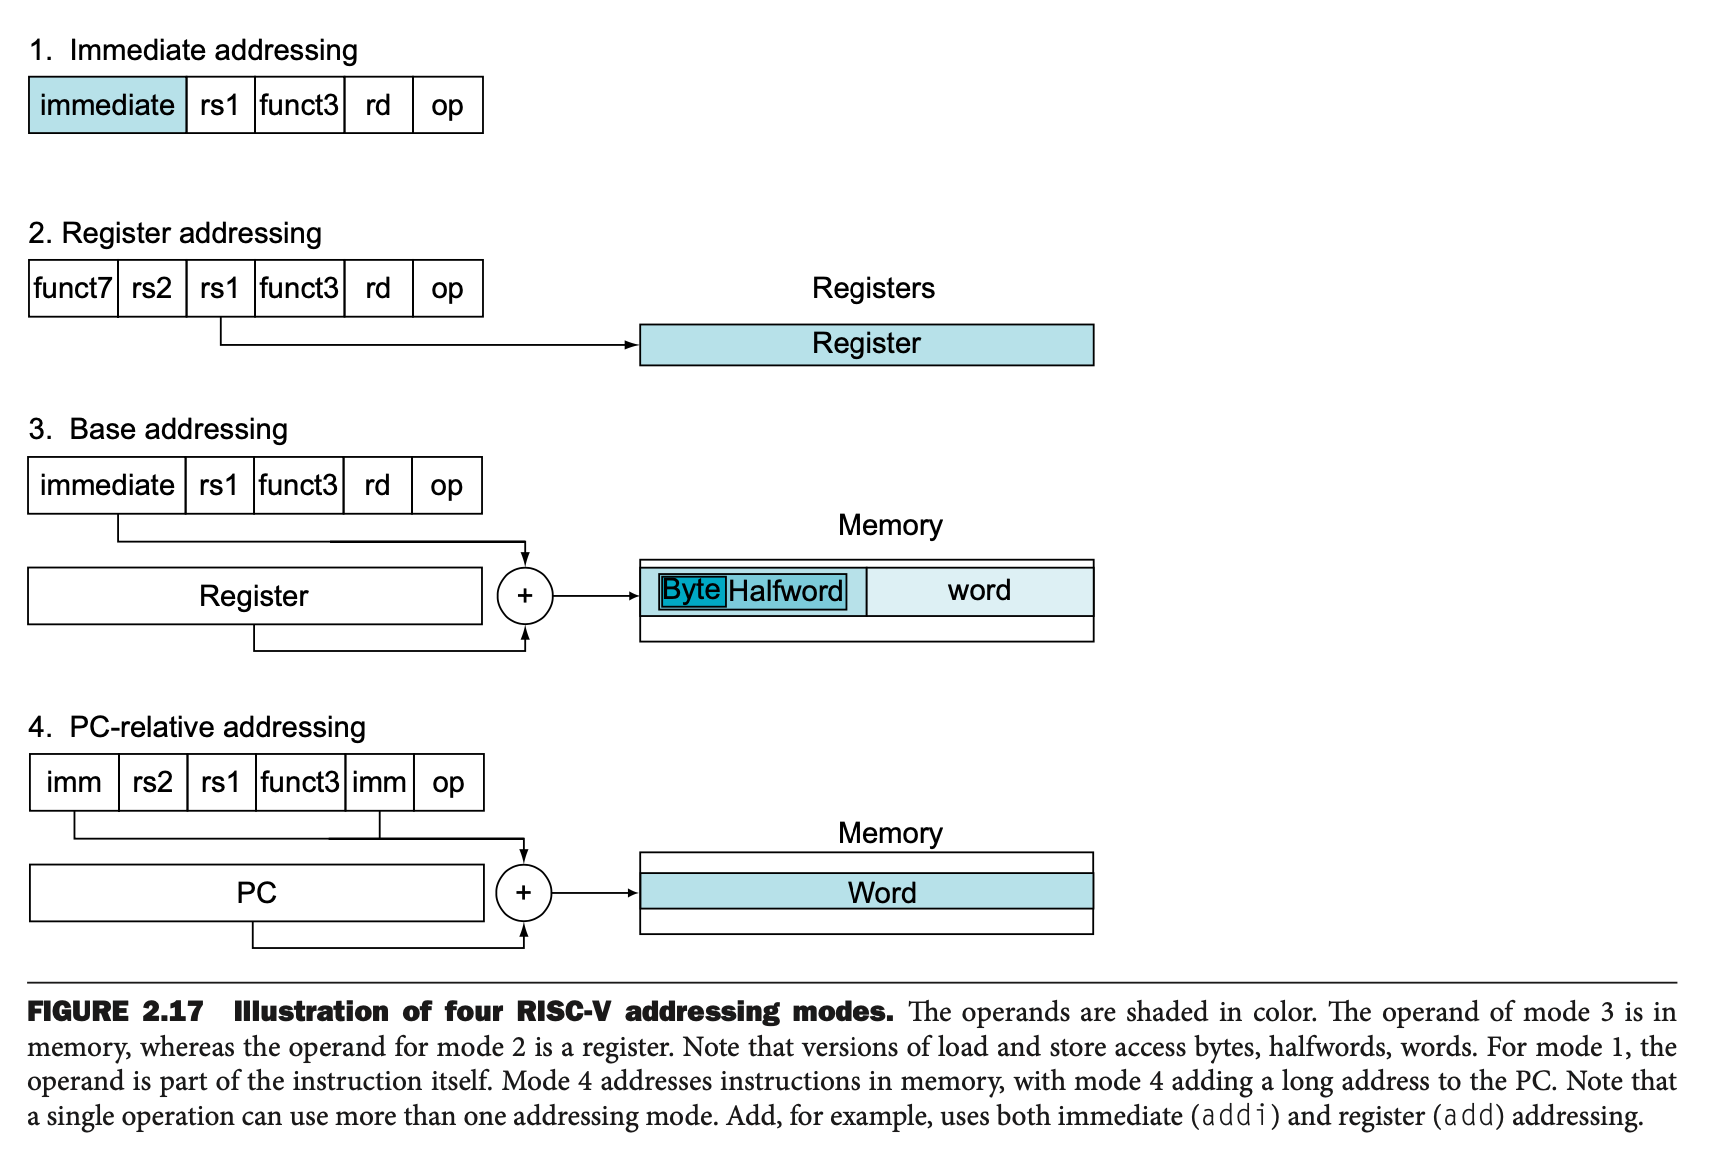 1. Immediate addressing
immediate rs1 funct3 rd op
2. Register addressing
funct7 rs2 rs1 funct3 rd op
Registers
Register
3. Base addressing
immediate rs1 funct3 rd op
Memory
Register + Byte Halfword word
4. PC-relative addressing
imm rs2 rs1 funct3 imm op
Memory
PC + Word
FIGURE 2.17 Illustration of four RISC-V addressing modes. The operands are shaded in color. The operand of mode 3 is in
memory, whereas the operand for mode 2 is a register. Note that versions of load and store access bytes, halfwords, words. For mode 1, the
operand is part of the instruction itself. Mode 4 addresses instructions in memory, with mode 4 adding a long address to the PC. Note that
a single operation can use more than one addressing mode. Add, for example, uses both immediate (addi) and register (add) addressing.